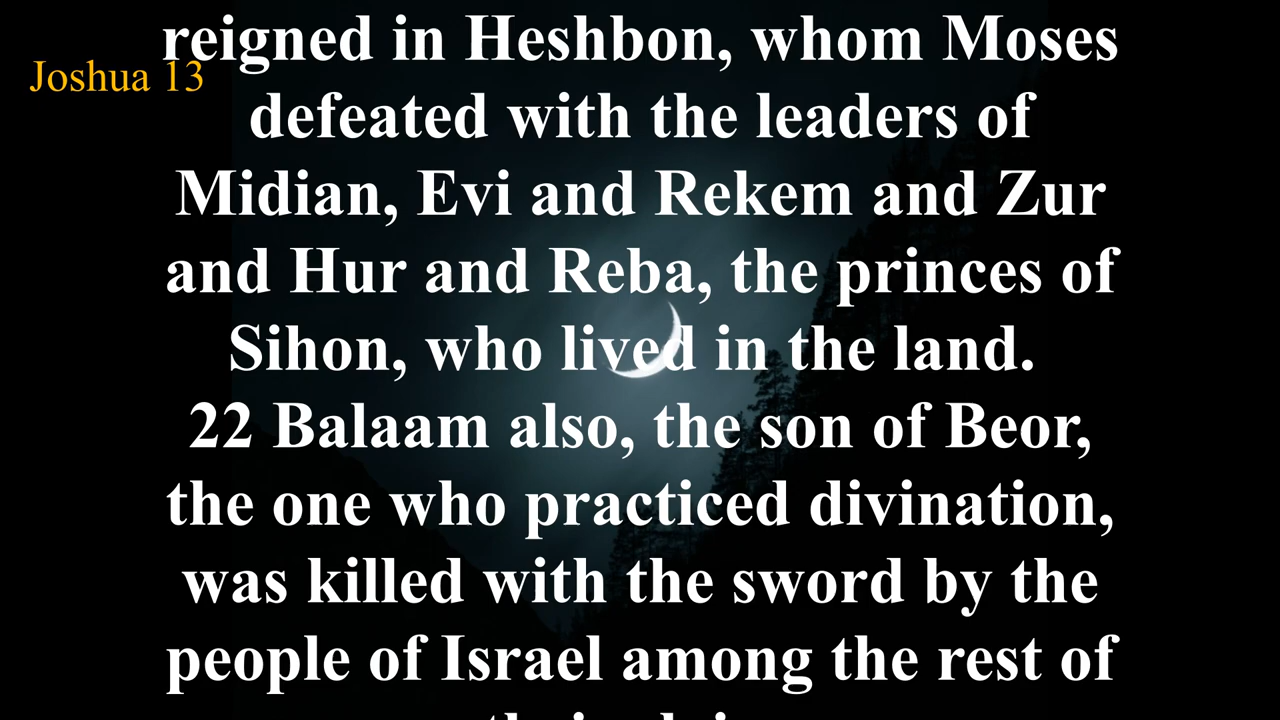 reigned in Heshbon, whom Moses
Joshua 13
defeated with the leaders of
Midian, Evi and Rekem and Zur
and Hur and Reba, the princes of
Sihon, who lived in the land.
22 Balaam also, the son of Beor,
the one who practiced divination,
was killed with the sword by the
people of Israel among the rest of